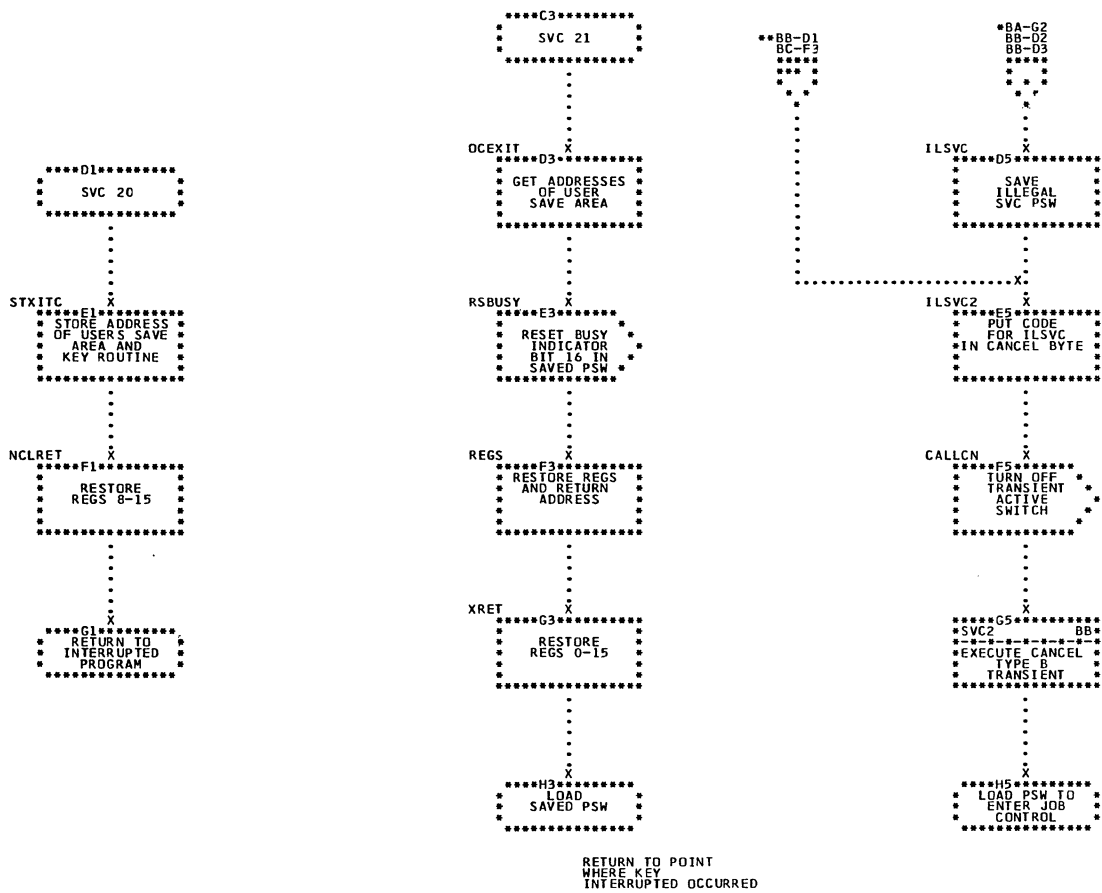 D1
SVC 20
STXITC
E1
STORE ADDRESS
OF USERS SAVE
AREA AND
KEY ROUTINE
NCLRET
F1
RESTORE
REGS 8-15
G1
RETURN TO
INTERRUPTED
PROGRAM
C3
SVC 21
OCEXIT
D3
GET ADDRESSES
OF USER
SAVE AREA
RSBUSY
E3
RESET BUSY
INDICATOR
BIT 16 IN
SAVED PSW
REGS
F3
RESTORE REGS
AND RETURN
ADDRESS
XRET
G3
RESTORE
REGS 0-15
H3
LOAD
SAVED PSW
RETURN TO POINT
WHERE KEY
INTERRUPTED OCCURRED
**BB-D1
BC-F3
*BA-G2
BB-D2
BB-D3
ILSVC
D5
SAVE
ILLEGAL
SVC PSW
ILSVC2
E5
PUT CODE
FOR ILSVC
IN CANCEL BYTE
CALLCN
F5
TURN OFF
TRANSIENT
ACTIVE
SWITCH
G5
SVC2 BB
EXECUTE CANCEL
TYPE B
TRANSIENT
H5
LOAD PSW TO
ENTER JOB
CONTROL